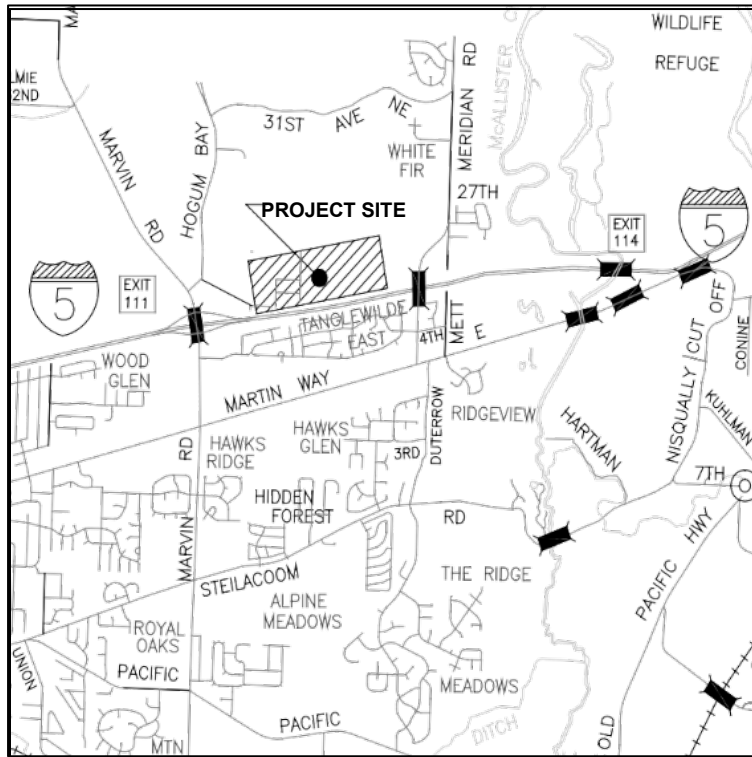 MA
WILDLIFE
REFUGE
MIE
2ND
31ST AVE NE
MERIDIAN RD
McALLISTER C
WHITE
FIR
MARVIN RD
HOGUM BAY
27TH
PROJECT SITE
EXIT
114
5
EXIT
111
5
TANGLEWILDE
EAST
4TH
METT
E
NISQUALLY CUT OFF
CONINE
WOOD
GLEN
MARTIN WAY
RIDGEVIEW
KUHLMAN
HAWKS
RIDGE
HAWKS
GLEN
3RD
DUTERROW
HARTMAN
7TH
HIDDEN
FOREST
RD
MARVIN RD
STEILACOOM
THE RIDGE
PACIFIC HWY
ALPINE
MEADOWS
ROYAL
OAKS
UNION
PACIFIC
MEADOWS
PACIFIC
DITCH
OLD
MTN